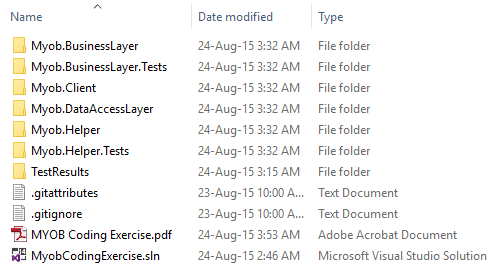 Name Date modified Type
Myob.BusinessLayer 24-Aug-15 3:32 AM File folder
Myob.BusinessLayer.Tests 24-Aug-15 3:32 AM File folder
Myob.Client 24-Aug-15 3:32 AM File folder
Myob.DataAccessLayer 24-Aug-15 3:32 AM File folder
Myob.Helper 24-Aug-15 3:32 AM File folder
Myob.Helper.Tests 24-Aug-15 3:32 AM File folder
TestResults 24-Aug-15 3:15 AM File folder
.gitattributes 23-Aug-15 10:00 A... Text Document
.gitignore 23-Aug-15 10:00 A... Text Document
MYOB Coding Exercise.pdf 24-Aug-15 3:53 AM Adobe Acrobat Document
MyobCodingExercise.sln 24-Aug-15 2:46 AM Microsoft Visual Studio Solution